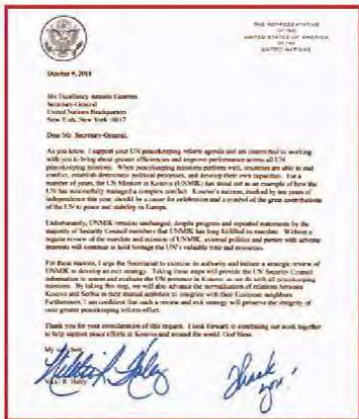 THE REPRESENTATIVE
OF THE
UNITED STATES OF AMERICA
TO THE
UNITED NATIONS
October 9, 2018
His Excellency Antonio Guterres
Secretary-General
United Nations Headquarters
New York, New York 10017
Dear Mr. Secretary-General,
As you know, I support your UN peacekeeping reform agenda and am committed to working
with you to bring about greater efficiencies and improve performance across all UN
peacekeeping missions. When peacekeeping missions perform well, countries are able to end
conflict, establish democratic political processes, and develop their own capacities. For a
number of years, the UN Mission in Kosovo (UNMIK) has stood out as an example of how the
UN has successfully managed a complex conflict. Kosovo's success, marked by ten years of
independence this year, should be a cause for celebration and a symbol of the great contributions
of the UN to peace and stability in Europe.
Unfortunately, UNMIK remains unchanged, despite progress and repeated statements by the
majority of Security Council members that UNMIK has long fulfilled its mandate. Without a
regular review of the mandate and mission of UNMIK, external politics and parties with adverse
interests will continue to hold hostage the UN's valuable time and resources.
For these reasons, I urge the Secretariat to exercise its authority and initiate a strategic review of
UNMIK to develop an exit strategy. Taking these steps will provide the UN Security Council
information to assess and evaluate the UN presence in Kosovo, as we do with all peacekeeping
missions. By taking this step, we will also advance the normalization of relations between
Kosovo and Serbia in their mutual ambition to integrate with their European neighbors.
Furthermore, I am confident that such a review and exit strategy will preserve the integrity of
your greater peacekeeping reform effort.
Thank you for your consideration of this request. I look forward to continuing our work together
to help support peace efforts in Kosovo and around the world. God bless.
My best,
Nikki R. Haley
Nikki R. Haley
Thank
you!